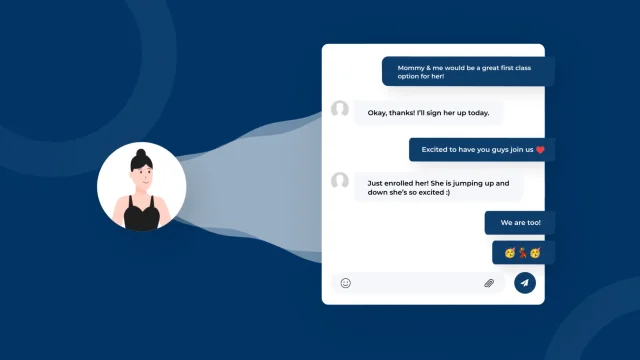 Mommy & me would be a great first class
option for her!
Okay, thanks! I'll sign her up today.
Excited to have you guys join us ❤️
Just enrolled her! She is jumping up and
down she's so excited :)
We are too!
🥳💃🥳